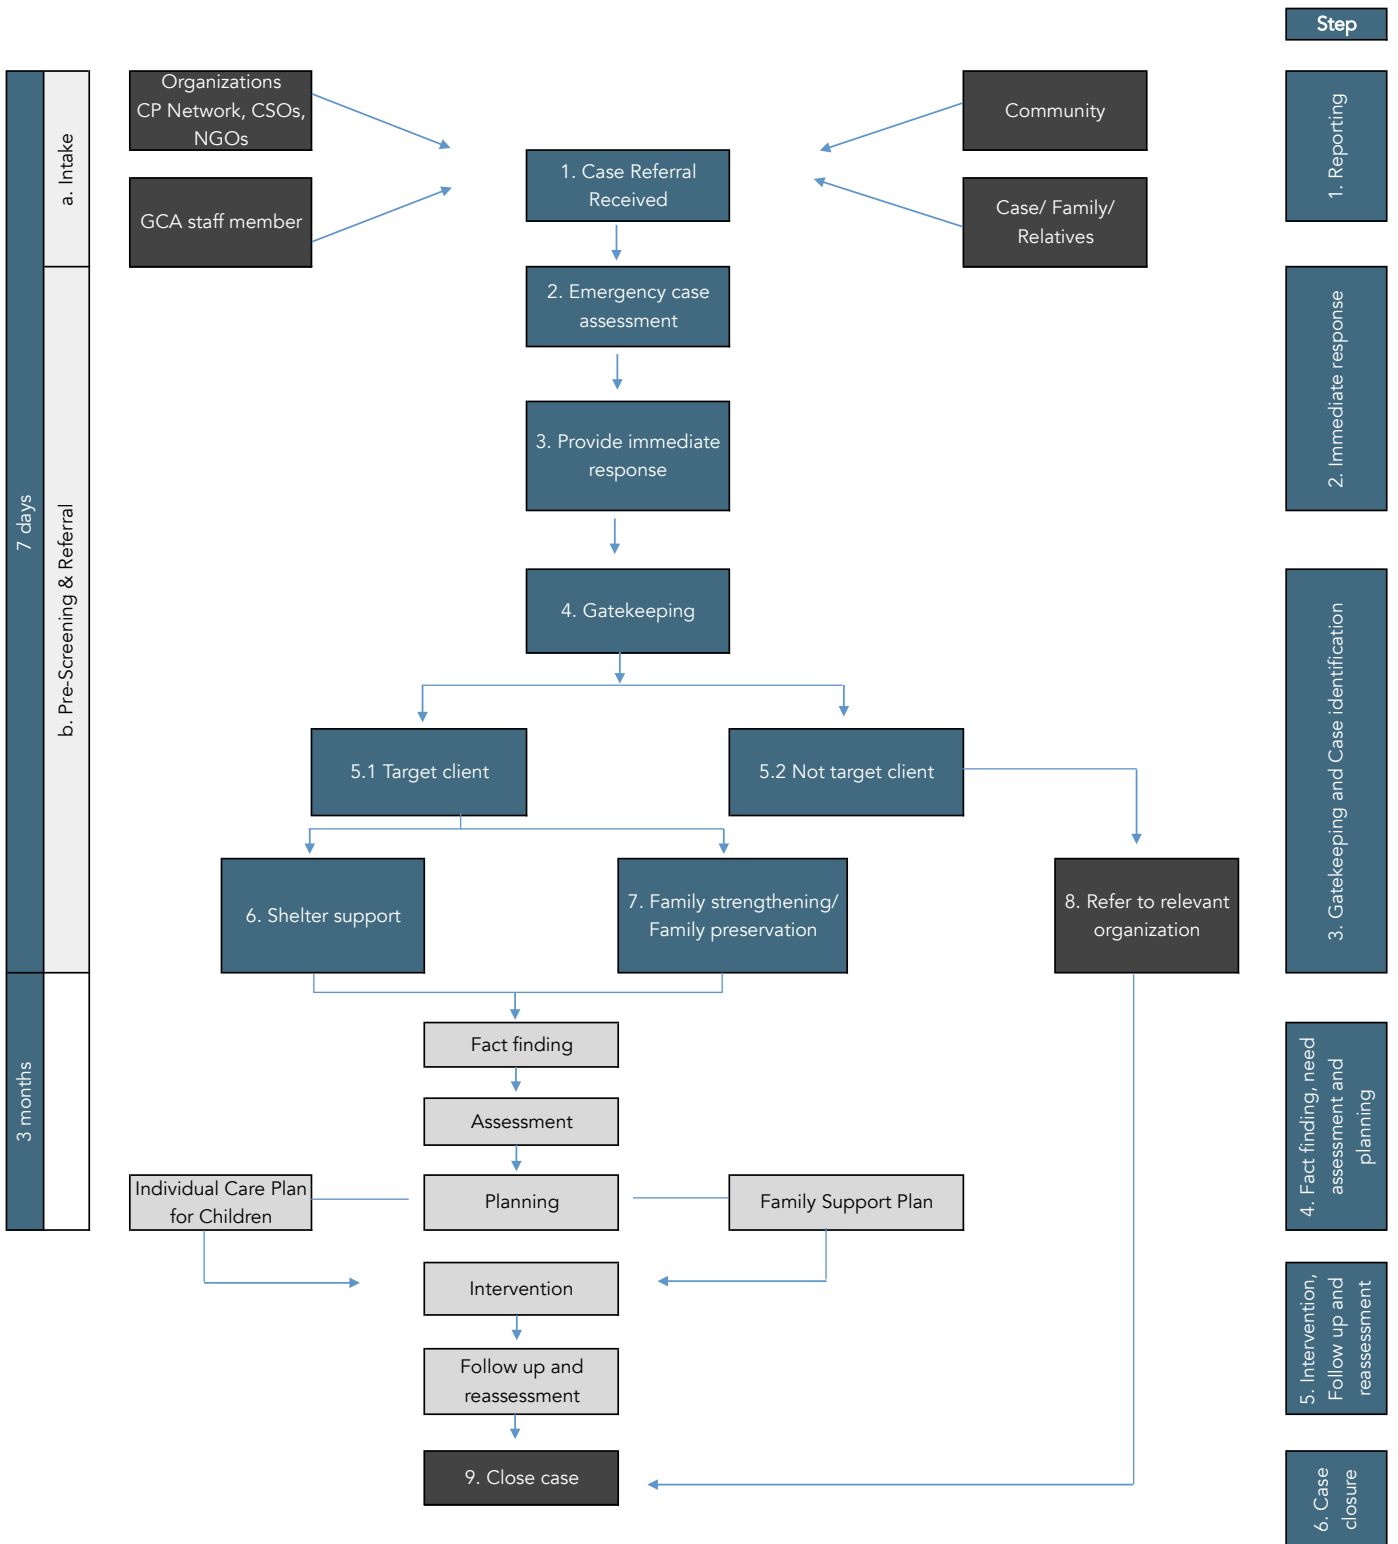 Step
Organizations
CP Network, CSOs,
NGOs
Community
1. Case Referral
Received
GCA staff member
Case/ Family/
Relatives
a. Intake
1. Reporting
2. Emergency case
assessment
3. Provide immediate
response
2. Immediate response
7 days
b. Pre-Screening & Referral
4. Gatekeeping
5.1 Target client
5.2 Not target client
3. Gatekeeping and Case identification
6. Shelter support
7. Family strengthening/
Family preservation
8. Refer to relevant
organization
3 months
Fact finding
Assessment
Individual Care Plan
for Children
Planning
Family Support Plan
4. Fact finding, need
assessment and
planning
Intervention
Follow up and
reassessment
5. Intervention,
Follow up and
reassessment
9. Close case
6. Case
closure